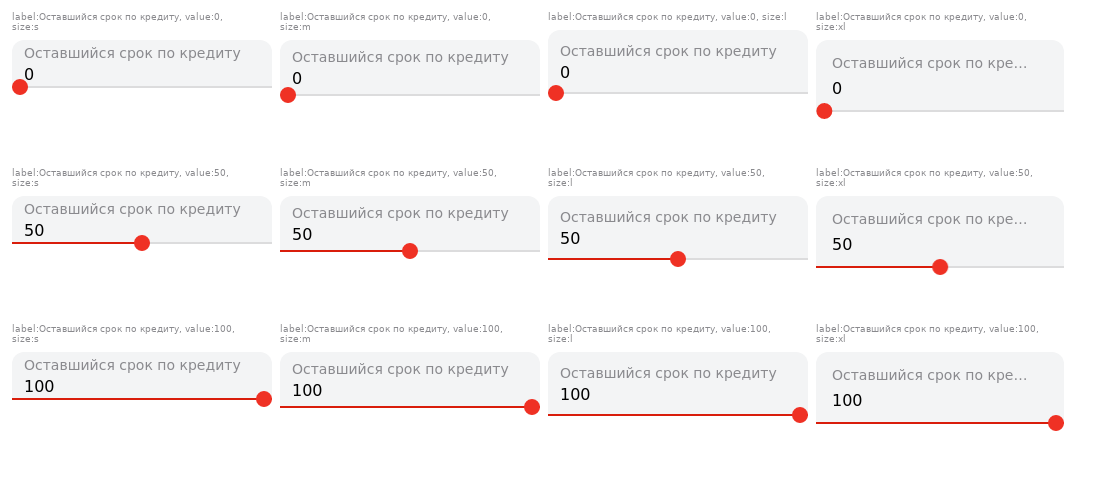 label:Оставшийся срок по кредиту, value:0,
size:s
Оставшийся срок по кредиту
0
label:Оставшийся срок по кредиту, value:0,
size:m
Оставшийся срок по кредиту
0
label:Оставшийся срок по кредиту, value:0, size:l
Оставшийся срок по кредиту
0
label:Оставшийся срок по кредиту, value:0,
size:xl
Оставшийся срок по кре...
0
label:Оставшийся срок по кредиту, value:50,
size:s
Оставшийся срок по кредиту
50
label:Оставшийся срок по кредиту, value:50,
size:m
Оставшийся срок по кредиту
50
label:Оставшийся срок по кредиту, value:50,
size:l
Оставшийся срок по кредиту
50
label:Оставшийся срок по кредиту, value:50,
size:xl
Оставшийся срок по кре...
50
label:Оставшийся срок по кредиту, value:100,
size:s
Оставшийся срок по кредиту
100
label:Оставшийся срок по кредиту, value:100,
size:m
Оставшийся срок по кредиту
100
label:Оставшийся срок по кредиту, value:100,
size:l
Оставшийся срок по кредиту
100
label:Оставшийся срок по кредиту, value:100,
size:xl
Оставшийся срок по кре...
100